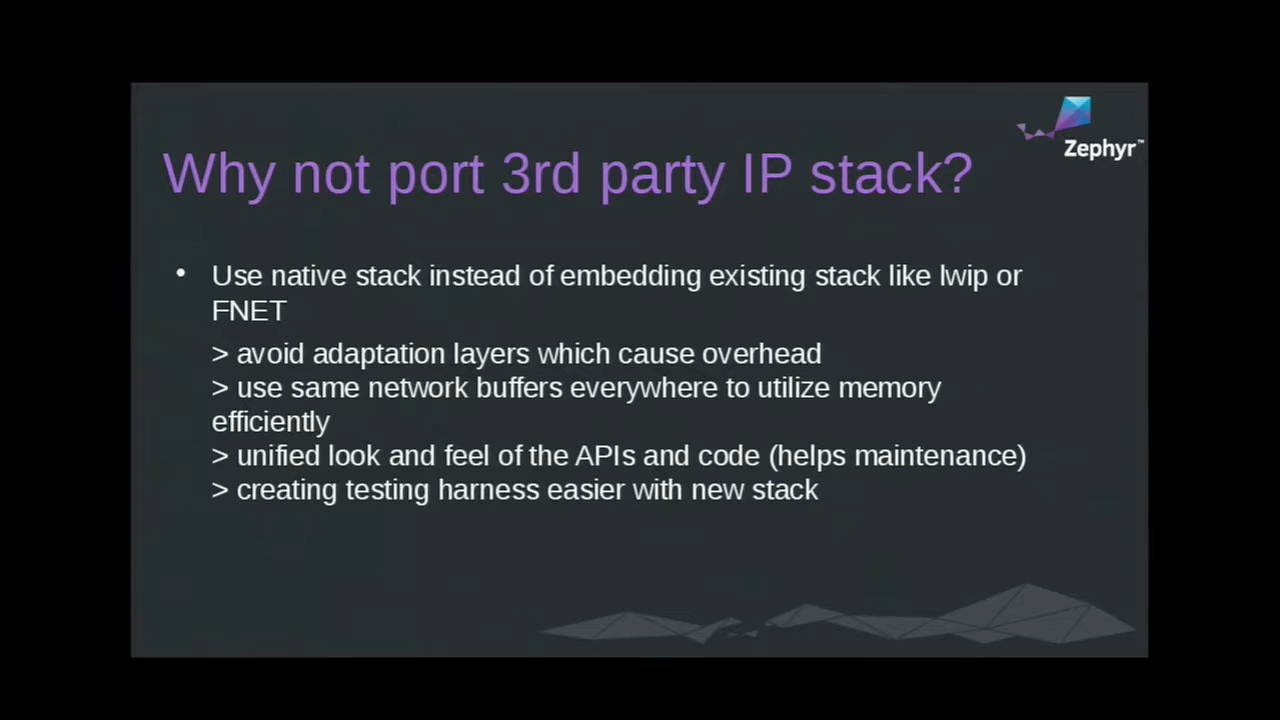 Zephyr™
Why not port 3rd party IP stack?
• Use native stack instead of embedding existing stack like lwip or
FNET
> avoid adaptation layers which cause overhead
> use same network buffers everywhere to utilize memory
efficiently
> unified look and feel of the APIs and code (helps maintenance)
> creating testing harness easier with new stack